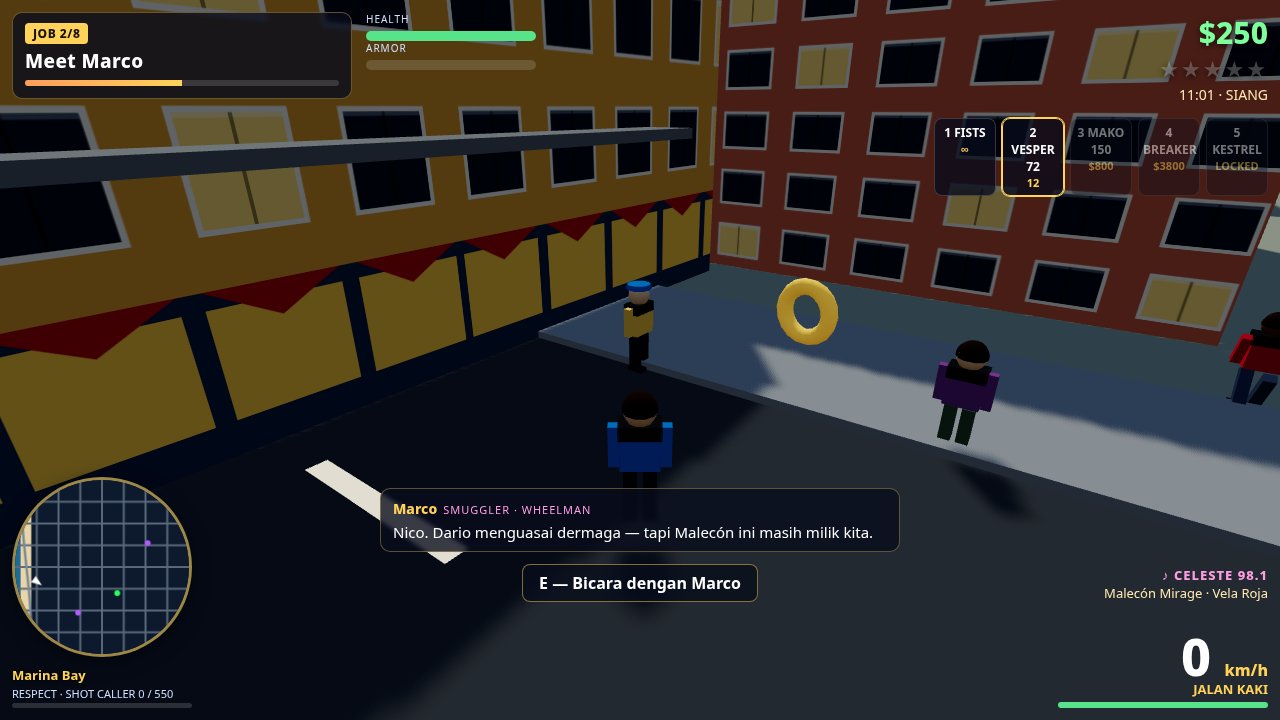 JOB 2/8
Meet Marco
HEALTH
ARMOR
$250
★★★★★
11:01 · SIANG
1 FISTS
∞
2
VESPER
72
12
3 MAKO
150
$800
4
BREAKER
$3800
5
KESTREL
LOCKED
Marco SMUGGLER · WHEELMAN
Nico. Dario menguasai dermaga — tapi Malecón ini masih milik kita.
E — Bicara dengan Marco
♪ CELESTE 98.1
Malecón Mirage · Vela Roja
0 km/h
JALAN KAKI
Marina Bay
RESPECT · SHOT CALLER 0 / 550